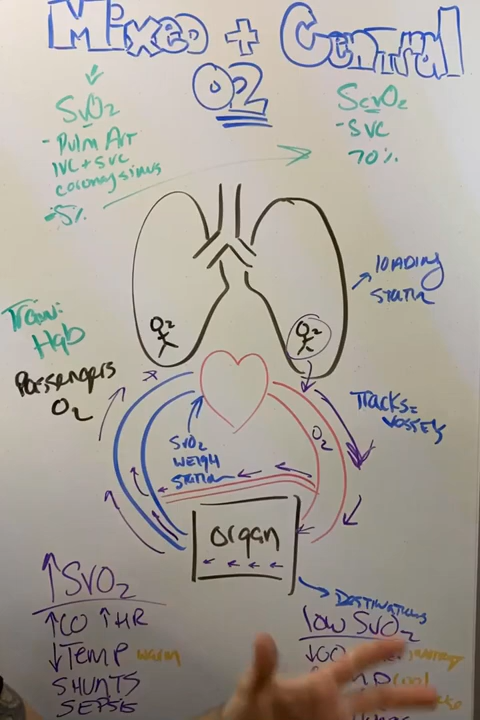 Mixed + Central
O2
SvO2
- Pulm Art
IVC + SVC
coronary sinus
~5%
ScvO2
- SVC
70%
loading
station
Train:
Hgb
Passengers
O2
O2
O2
Tracks=
vessels
O2
SvO2
weigh
station
organ
Destinations
↑SvO2
↑CO ↑HR
↓Temp warm
SHUNTS
SEPSIS
low SvO2
↓CO